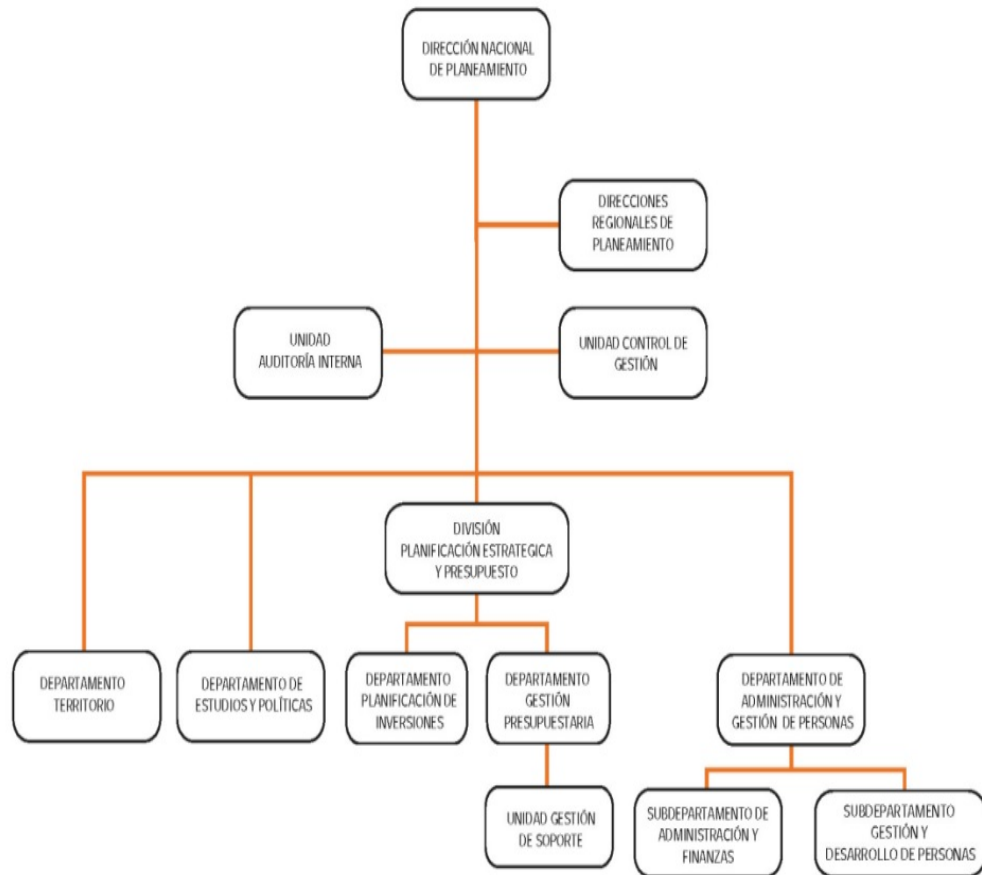 DIRECCIÓN NACIONAL
DE PLANEAMIENTO
DIRECCIONES
REGIONALES DE
PLANEAMIENTO
UNIDAD
AUDITORÍA INTERNA
UNIDAD CONTROL DE
GESTIÓN
DIVISIÓN
PLANIFICACIÓN ESTRATEGICA
Y PRESUPUESTO
DEPARTAMENTO
TERRITORIO
DEPARTAMENTO DE
ESTUDIOS Y POLÍTICAS
DEPARTAMENTO
PLANIFICACIÓN DE
INVERSIONES
DEPARTAMENTO
GESTIÓN
PRESUPUESTARIA
DEPARTAMENTO DE
ADMINISTRACIÓN Y
GESTIÓN DE PERSONAS
UNIDAD GESTIÓN
DE SOPORTE
SUBDEPARTAMENTO DE
ADMINISTRACIÓN Y
FINANZAS
SUBDEPARTAMENTO
GESTIÓN Y
DESARROLLO DE PERSONAS